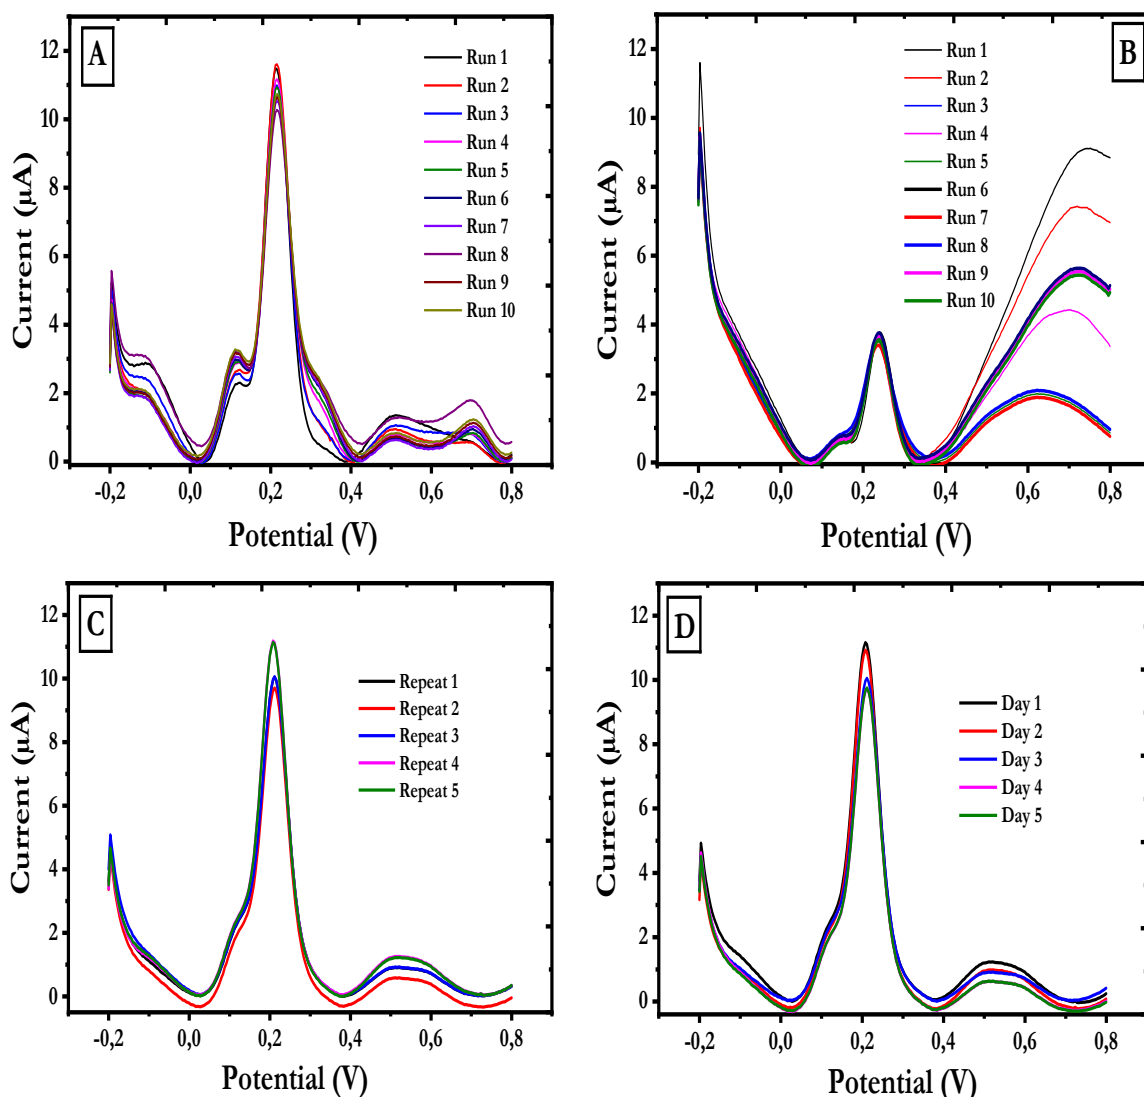 A
12
10
8
6
4
2
0
Current (µA)
-0,2 0,0 0,2 0,4 0,6 0,8
Potential (V)
Run 1
Run 2
Run 3
Run 4
Run 5
Run 6
Run 7
Run 8
Run 9
Run 10
B
12
10
8
6
4
2
0
Current (µA)
-0,2 0,0 0,2 0,4 0,6 0,8
Potential (V)
Run 1
Run 2
Run 3
Run 4
Run 5
Run 6
Run 7
Run 8
Run 9
Run 10
C
12
10
8
6
4
2
0
Current (µA)
-0,2 0,0 0,2 0,4 0,6 0,8
Potential (V)
Repeat 1
Repeat 2
Repeat 3
Repeat 4
Repeat 5
D
12
10
8
6
4
2
0
Current (µA)
-0,2 0,0 0,2 0,4 0,6 0,8
Potential (V)
Day 1
Day 2
Day 3
Day 4
Day 5